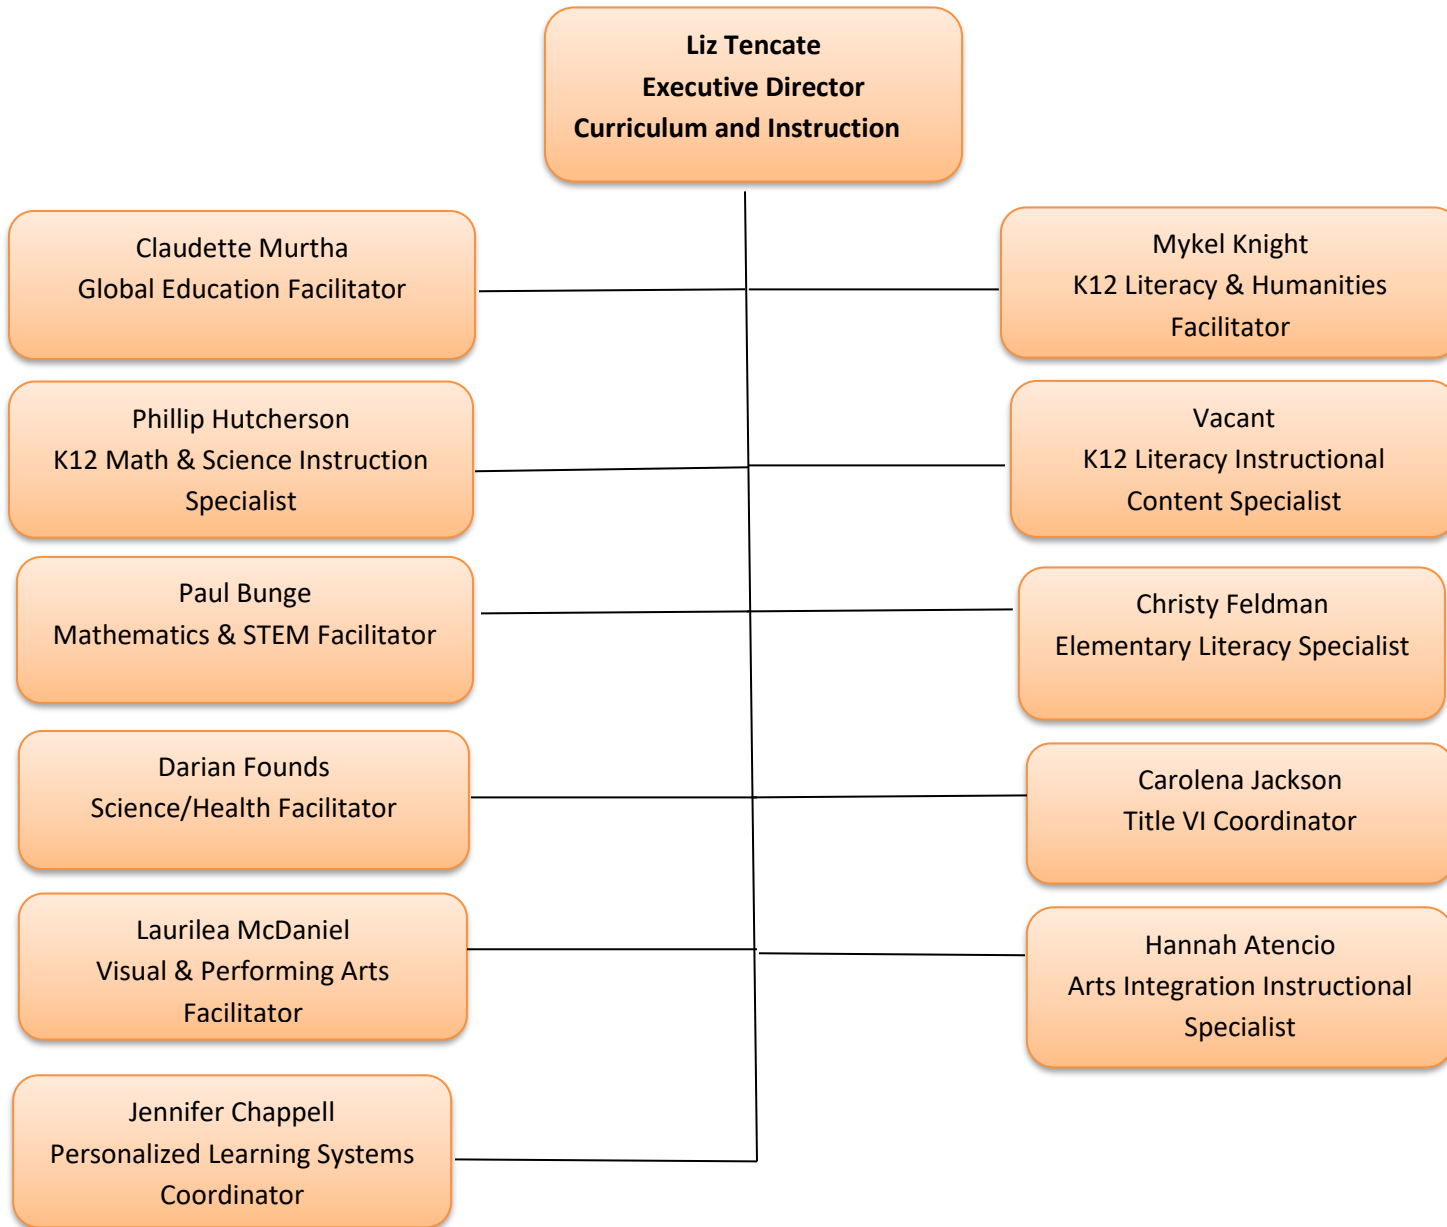 Liz Tencate
Executive Director
Curriculum and Instruction
Claudette Murtha
Global Education Facilitator
Mykel Knight
K12 Literacy & Humanities
Facilitator
Phillip Hutcherson
K12 Math & Science Instruction
Specialist
Vacant
K12 Literacy Instructional
Content Specialist
Paul Bunge
Mathematics & STEM Facilitator
Christy Feldman
Elementary Literacy Specialist
Darian Founds
Science/Health Facilitator
Carolena Jackson
Title VI Coordinator
Laurilea McDaniel
Visual & Performing Arts
Facilitator
Hannah Atencio
Arts Integration Instructional
Specialist
Jennifer Chappell
Personalized Learning Systems
Coordinator